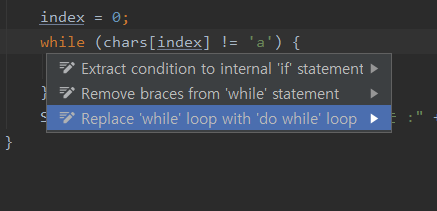 index = 0;
while (chars[index] != 'a') {
Extract condition to internal 'if' statement
Remove braces from 'while' statement
}
Replace 'while' loop with 'do while' loop
S :" +
}